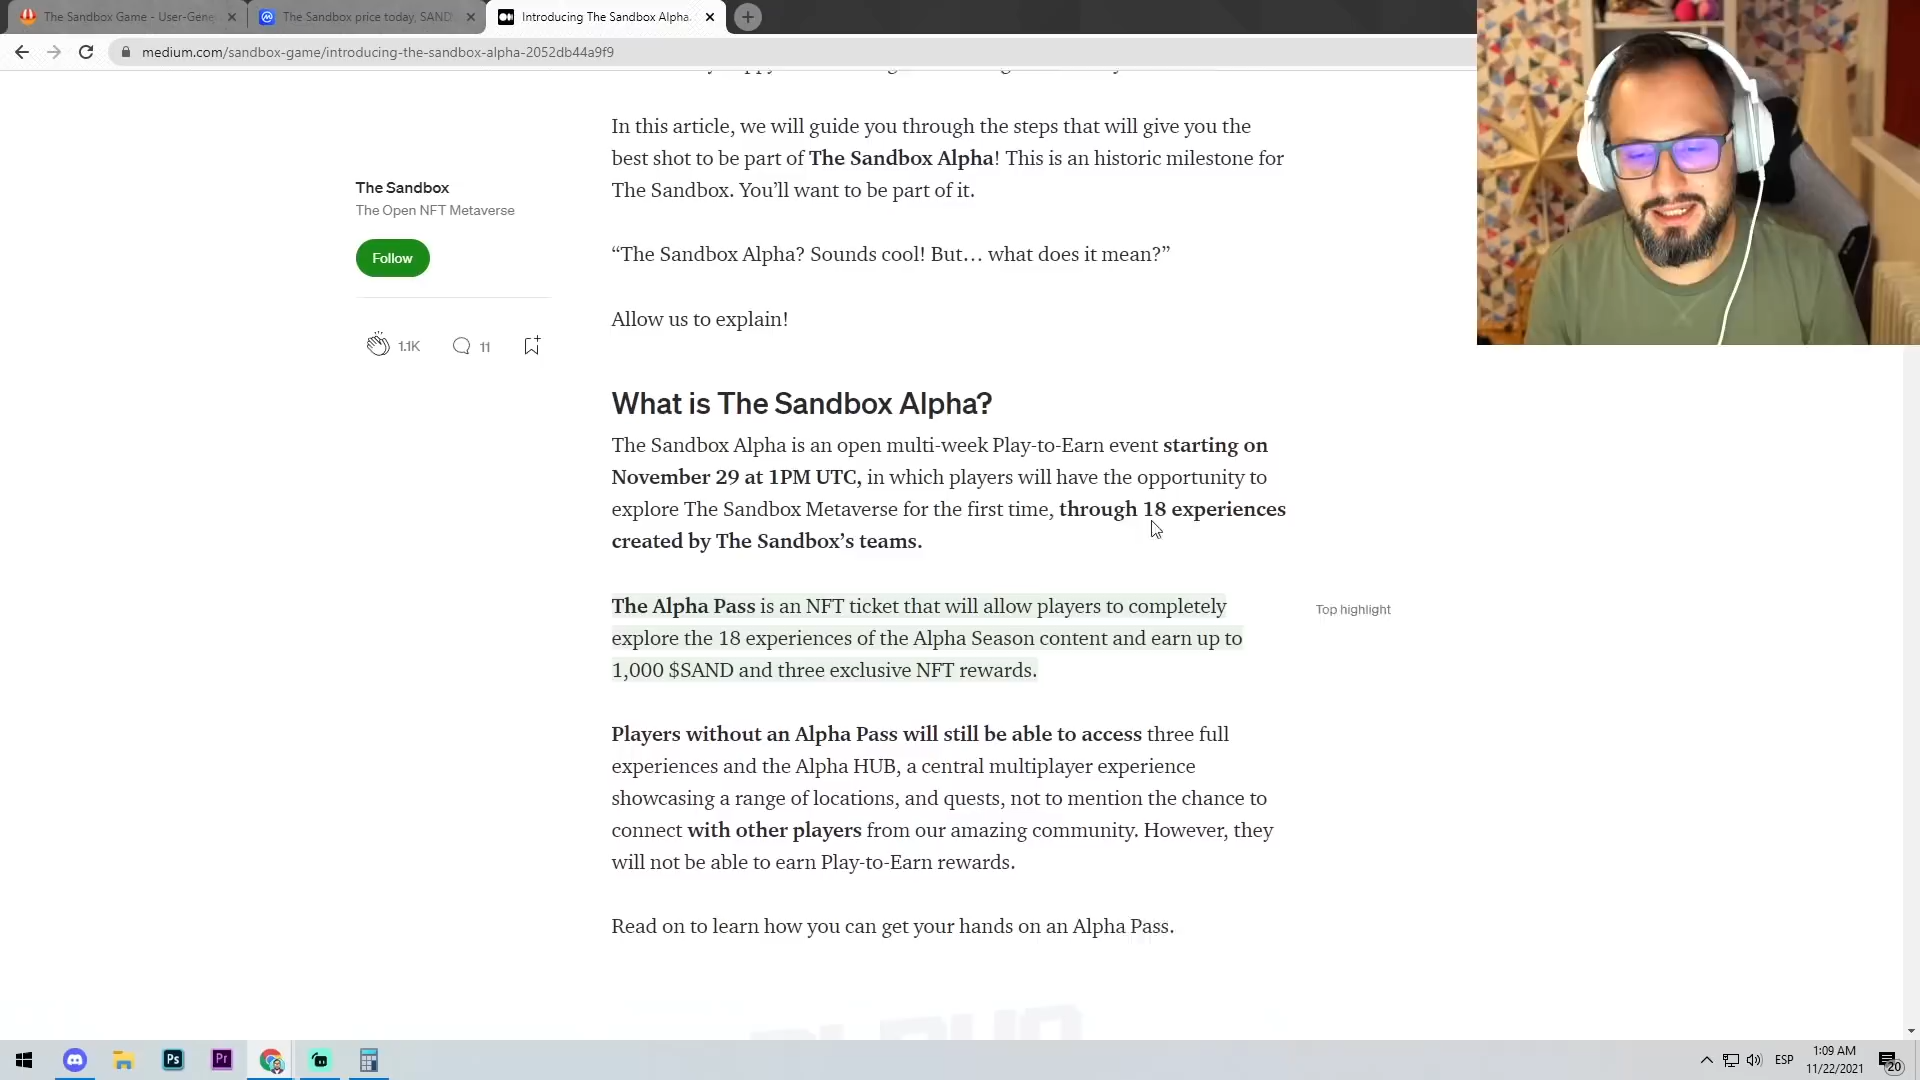 The Sandbox Game - User-Gene
The Sandbox price today, SAND
Introducing The Sandbox Alpha.
medium.com/sandbox-game/introducing-the-sandbox-alpha-2052db44a9f9
In this article, we will guide you through the steps that will give you the
best shot to be part of The Sandbox Alpha! This is an historic milestone for
The Sandbox. You’ll want to be part of it.
The Sandbox
The Open NFT Metaverse
Follow
1.1K
11
“The Sandbox Alpha? Sounds cool! But… what does it mean?”
Allow us to explain!
What is The Sandbox Alpha?
The Sandbox Alpha is an open multi-week Play-to-Earn event starting on
November 29 at 1PM UTC, in which players will have the opportunity to
explore The Sandbox Metaverse for the first time, through 18 experiences
created by The Sandbox’s teams.
The Alpha Pass is an NFT ticket that will allow players to completely
explore the 18 experiences of the Alpha Season content and earn up to
1,000 $SAND and three exclusive NFT rewards.
Top highlight
Players without an Alpha Pass will still be able to access three full
experiences and the Alpha HUB, a central multiplayer experience
showcasing a range of locations, and quests, not to mention the chance to
connect with other players from our amazing community. However, they
will not be able to earn Play-to-Earn rewards.
Read on to learn how you can get your hands on an Alpha Pass.
Ps
Pr
ESP
1:09 AM
11/22/2021
20